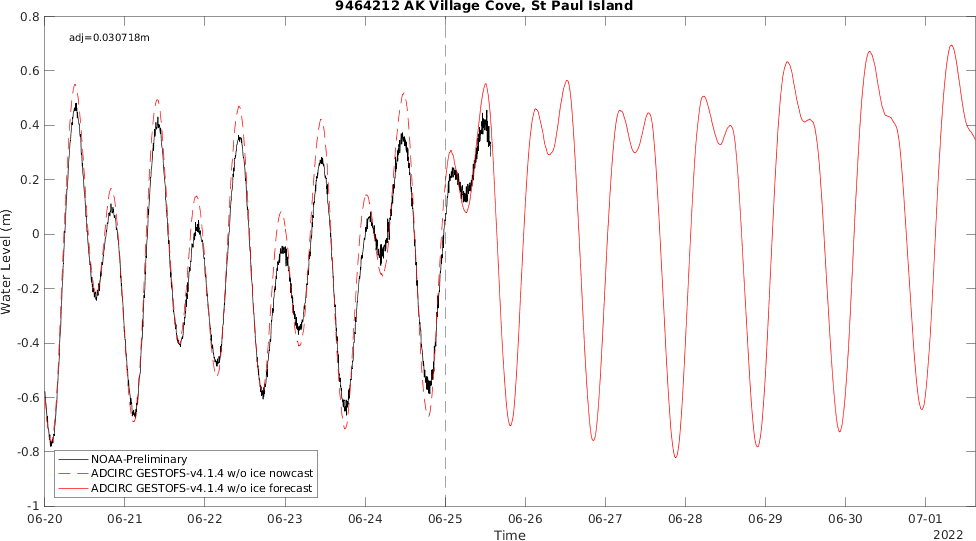 9464212 AK Village Cove, St Paul Island
adj=0.030718m
0.8
0.6
0.4
0.2
0
-0.2
-0.4
-0.6
-0.8
-1
Water Level (m)
NOAA-Preliminary
ADCIRC GESTOFS-v4.1.4 w/o ice nowcast
ADCIRC GESTOFS-v4.1.4 w/o ice forecast
06-20 06-21 06-22 06-23 06-24 06-25 06-26 06-27 06-28 06-29 06-30 07-01
Time
2022